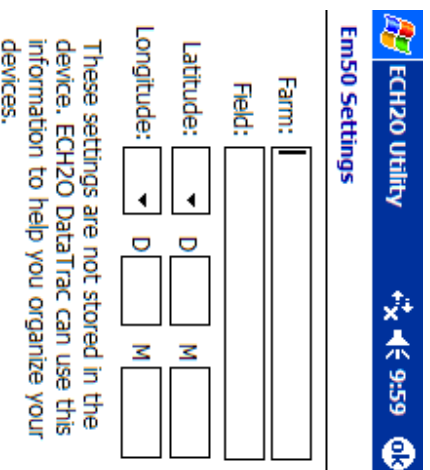 ECH2O Utility 9:59 ok
Em50 Settings
Farm:
Field:
Latitude: D M
Longitude: D M
These settings are not stored in the
device. ECH2O DataTrac can use this
information to help you organize your
devices.